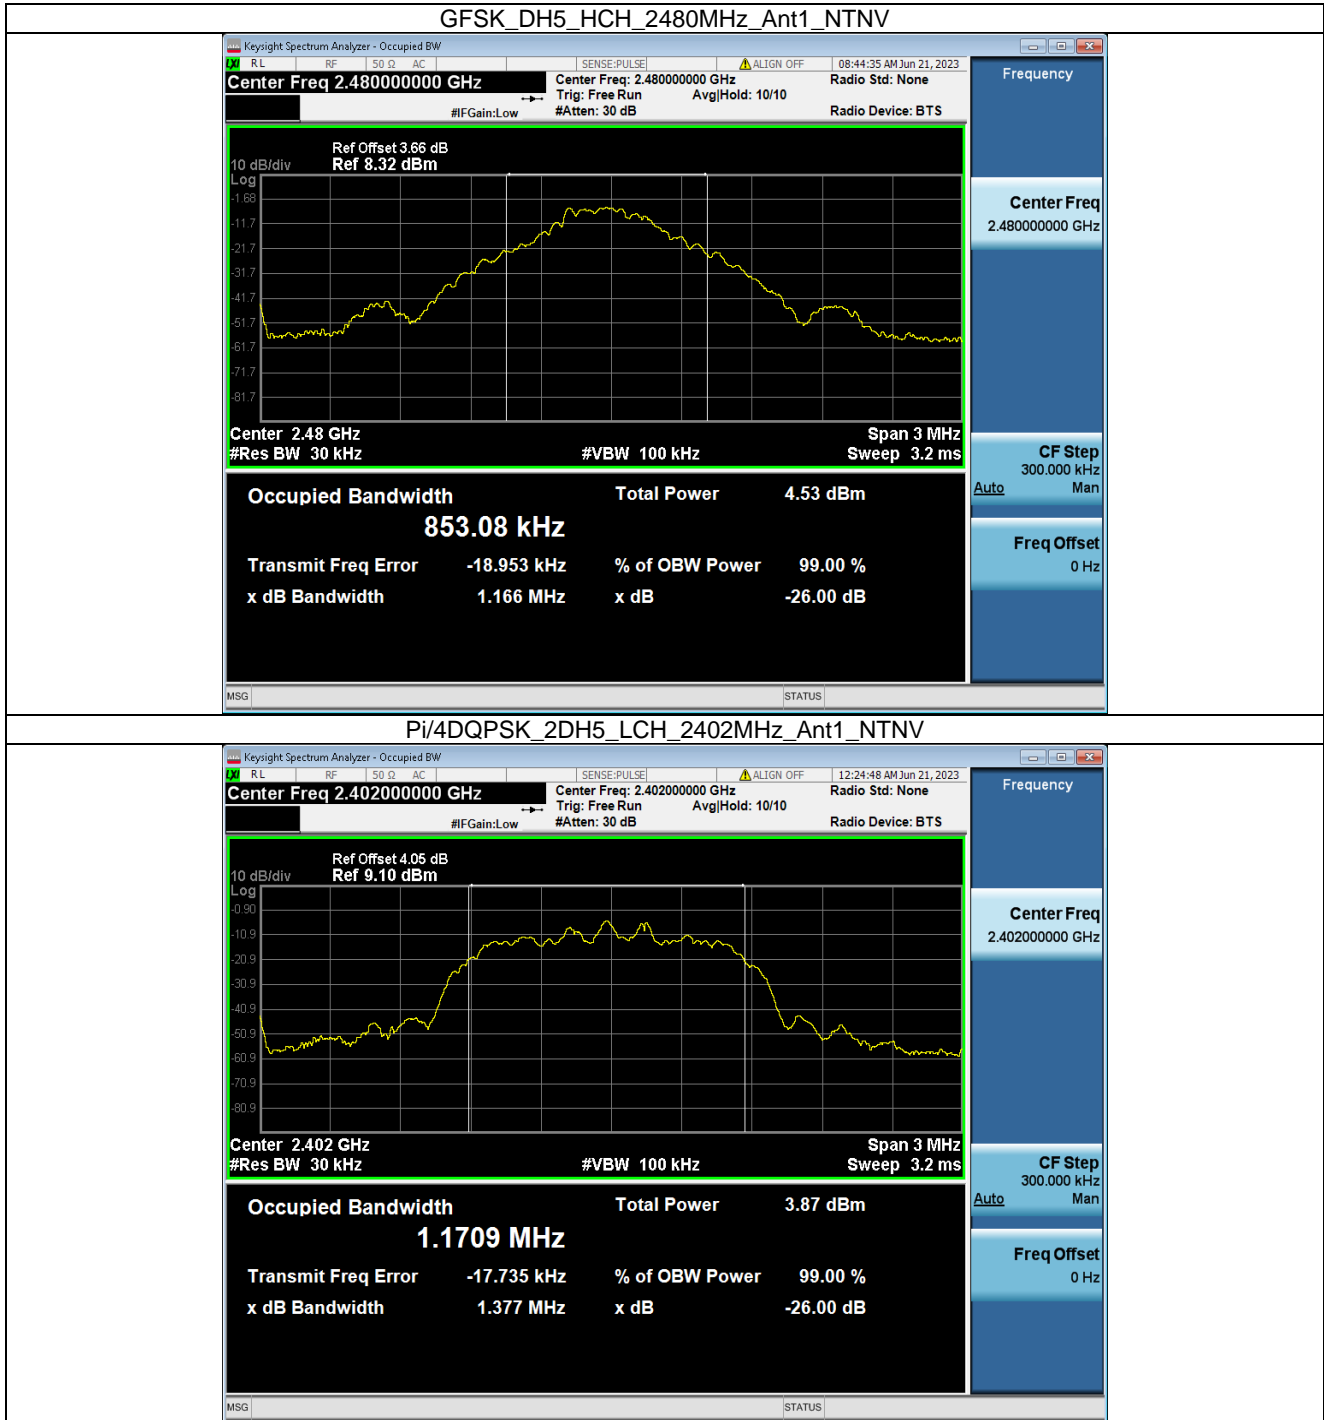 GFSK_DH5_HCH_2480MHz_Ant1_NTNV
Keysight Spectrum Analyzer - Occupied BW
LXI RL RF 50 Ω AC SENSE:PULSE ALIGN OFF 08:44:35 AM Jun 21, 2023
Center Freq 2.480000000 GHz
Center Freq: 2.480000000 GHz
Radio Std: None
Trig: Free Run Avg|Hold: 10/10
#IFGain:Low
#Atten: 30 dB
Radio Device: BTS
Frequency
Ref Offset 3.66 dB
10 dB/div Ref 8.32 dBm
Log
-1.68
-11.7
-21.7
-31.7
-41.7
-51.7
-61.7
-71.7
-81.7
Center Freq
2.480000000 GHz
Center 2.48 GHz Span 3 MHz
#Res BW 30 kHz #VBW 100 kHz Sweep 3.2 ms
CF Step
300.000 kHz
Auto Man
Occupied Bandwidth Total Power 4.53 dBm
853.08 kHz
Transmit Freq Error -18.953 kHz % of OBW Power 99.00 %
x dB Bandwidth 1.166 MHz x dB -26.00 dB
Freq Offset
0 Hz
MSG STATUS
Pi/4DQPSK_2DH5_LCH_2402MHz_Ant1_NTNV
Keysight Spectrum Analyzer - Occupied BW
LXI RL RF 50 Ω AC SENSE:PULSE ALIGN OFF 12:24:48 AM Jun 21, 2023
Center Freq 2.402000000 GHz
Center Freq: 2.402000000 GHz
Radio Std: None
Trig: Free Run Avg|Hold: 10/10
#IFGain:Low
#Atten: 30 dB
Radio Device: BTS
Frequency
Ref Offset 4.05 dB
10 dB/div Ref 9.10 dBm
Log
-0.90
-10.9
-20.9
-30.9
-40.9
-50.9
-60.9
-70.9
-80.9
Center Freq
2.402000000 GHz
Center 2.402 GHz Span 3 MHz
#Res BW 30 kHz #VBW 100 kHz Sweep 3.2 ms
CF Step
300.000 kHz
Auto Man
Occupied Bandwidth Total Power 3.87 dBm
1.1709 MHz
Transmit Freq Error -17.735 kHz % of OBW Power 99.00 %
x dB Bandwidth 1.377 MHz x dB -26.00 dB
Freq Offset
0 Hz
MSG STATUS